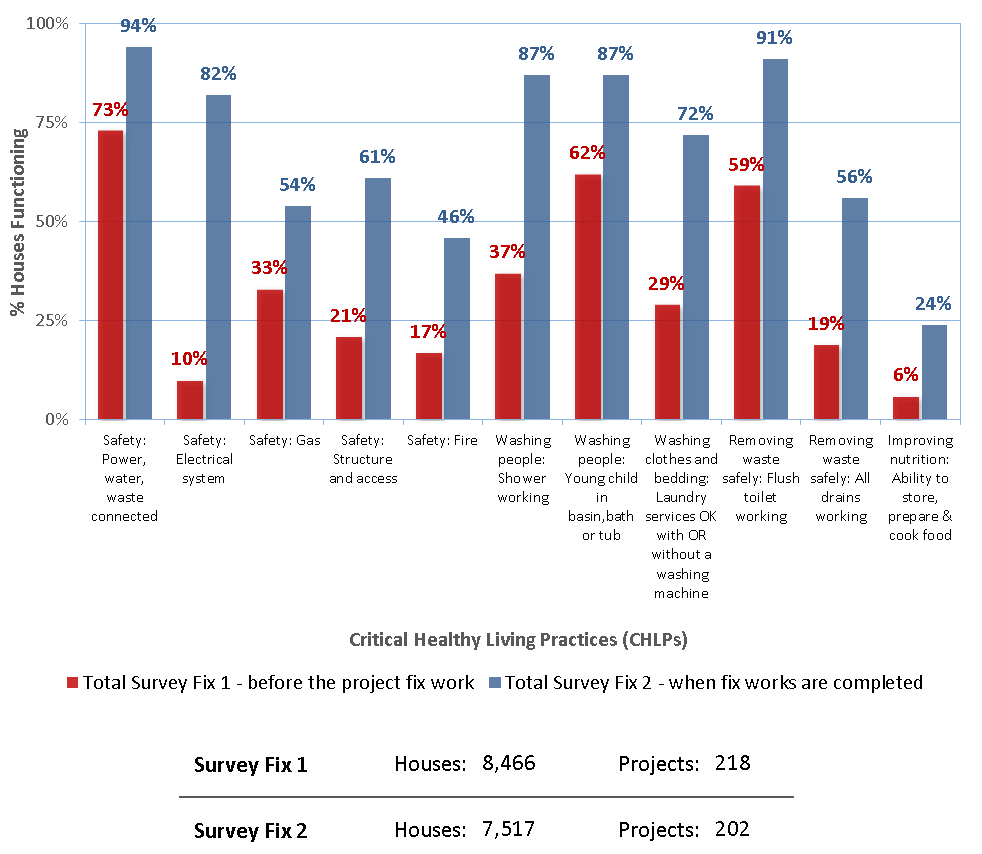 100%
75%
50%
25%
0%
% Houses Functioning
73%
94%
10%
82%
33%
54%
21%
61%
17%
46%
37%
87%
62%
87%
29%
72%
59%
91%
19%
56%
6%
24%
Safety:
Power,
water,
waste
connected
Safety:
Electrical
system
Safety: Gas
Safety:
Structure
and access
Safety: Fire
Washing
people:
Shower
working
Washing
people:
Young child
in
basin,bath
or tub
Washing
clothes and
bedding:
Laundry
services OK
with OR
without a
washing
machine
Removing
waste
safely: Flush
toilet
working
Removing
waste
safely: All
drains
working
Improving
nutrition:
Ability to
store,
prepare &
cook food
Critical Healthy Living Practices (CHLPs)
Total Survey Fix 1 - before the project fix work
Total Survey Fix 2 - when fix works are completed
Survey Fix 1 Houses: 8,466 Projects: 218
Survey Fix 2 Houses: 7,517 Projects: 202